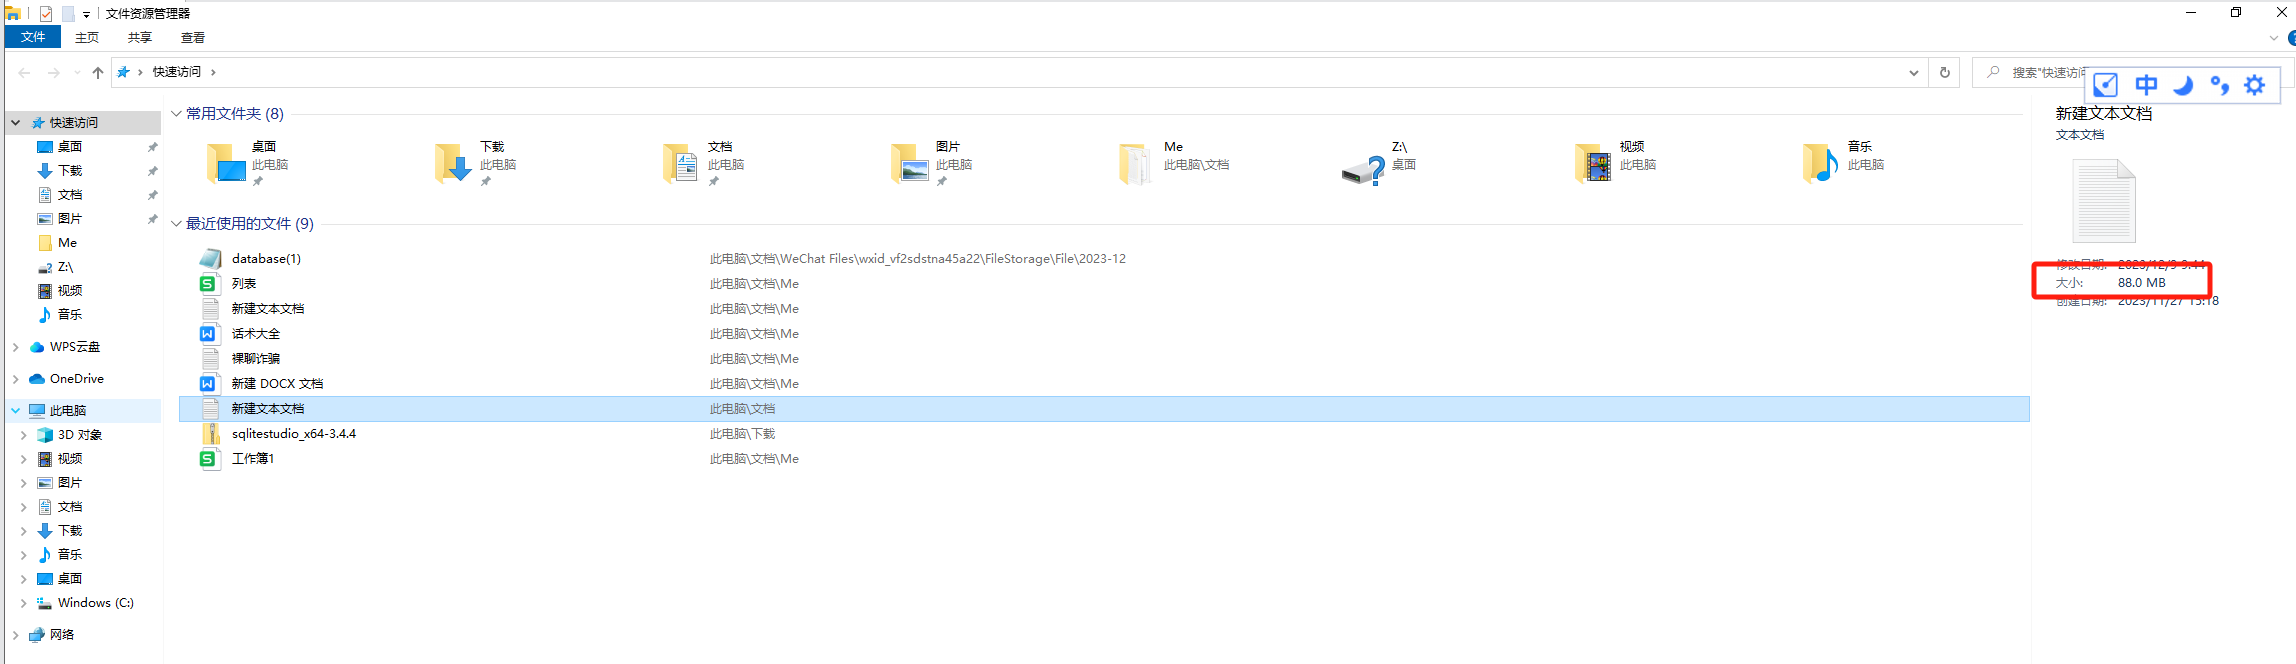 文件资源管理器
文件 主页 共享 查看
快速访问
搜索"快速访问
快速访问
桌面
下载
文档
图片
Me
Z:\
视频
音乐
WPS云盘
OneDrive
此电脑
3D 对象
视频
图片
文档
下载
音乐
桌面
Windows (C:)
网络
常用文件夹 (8)
桌面
此电脑
下载
此电脑
文档
此电脑
图片
此电脑
Me
此电脑\文档
Z:\
桌面
视频
此电脑
音乐
此电脑
最近使用的文件 (9)
database(1) 此电脑\文档\WeChat Files\wxid_vf2sdstna45a22\FileStorage\File\2023-12
列表 此电脑\文档\Me
新建文本文档 此电脑\文档\Me
话术大全 此电脑\文档\Me
裸聊诈骗 此电脑\文档\Me
新建 DOCX 文档 此电脑\文档\Me
新建文本文档 此电脑\文档
sqlitestudio_x64-3.4.4 此电脑\下载
工作簿1 此电脑\文档\Me
中
新建文本文档
文本文档
修改日期: 2023/12/9 9:44
大小: 88.0 MB
创建日期: 2023/11/27 15:18